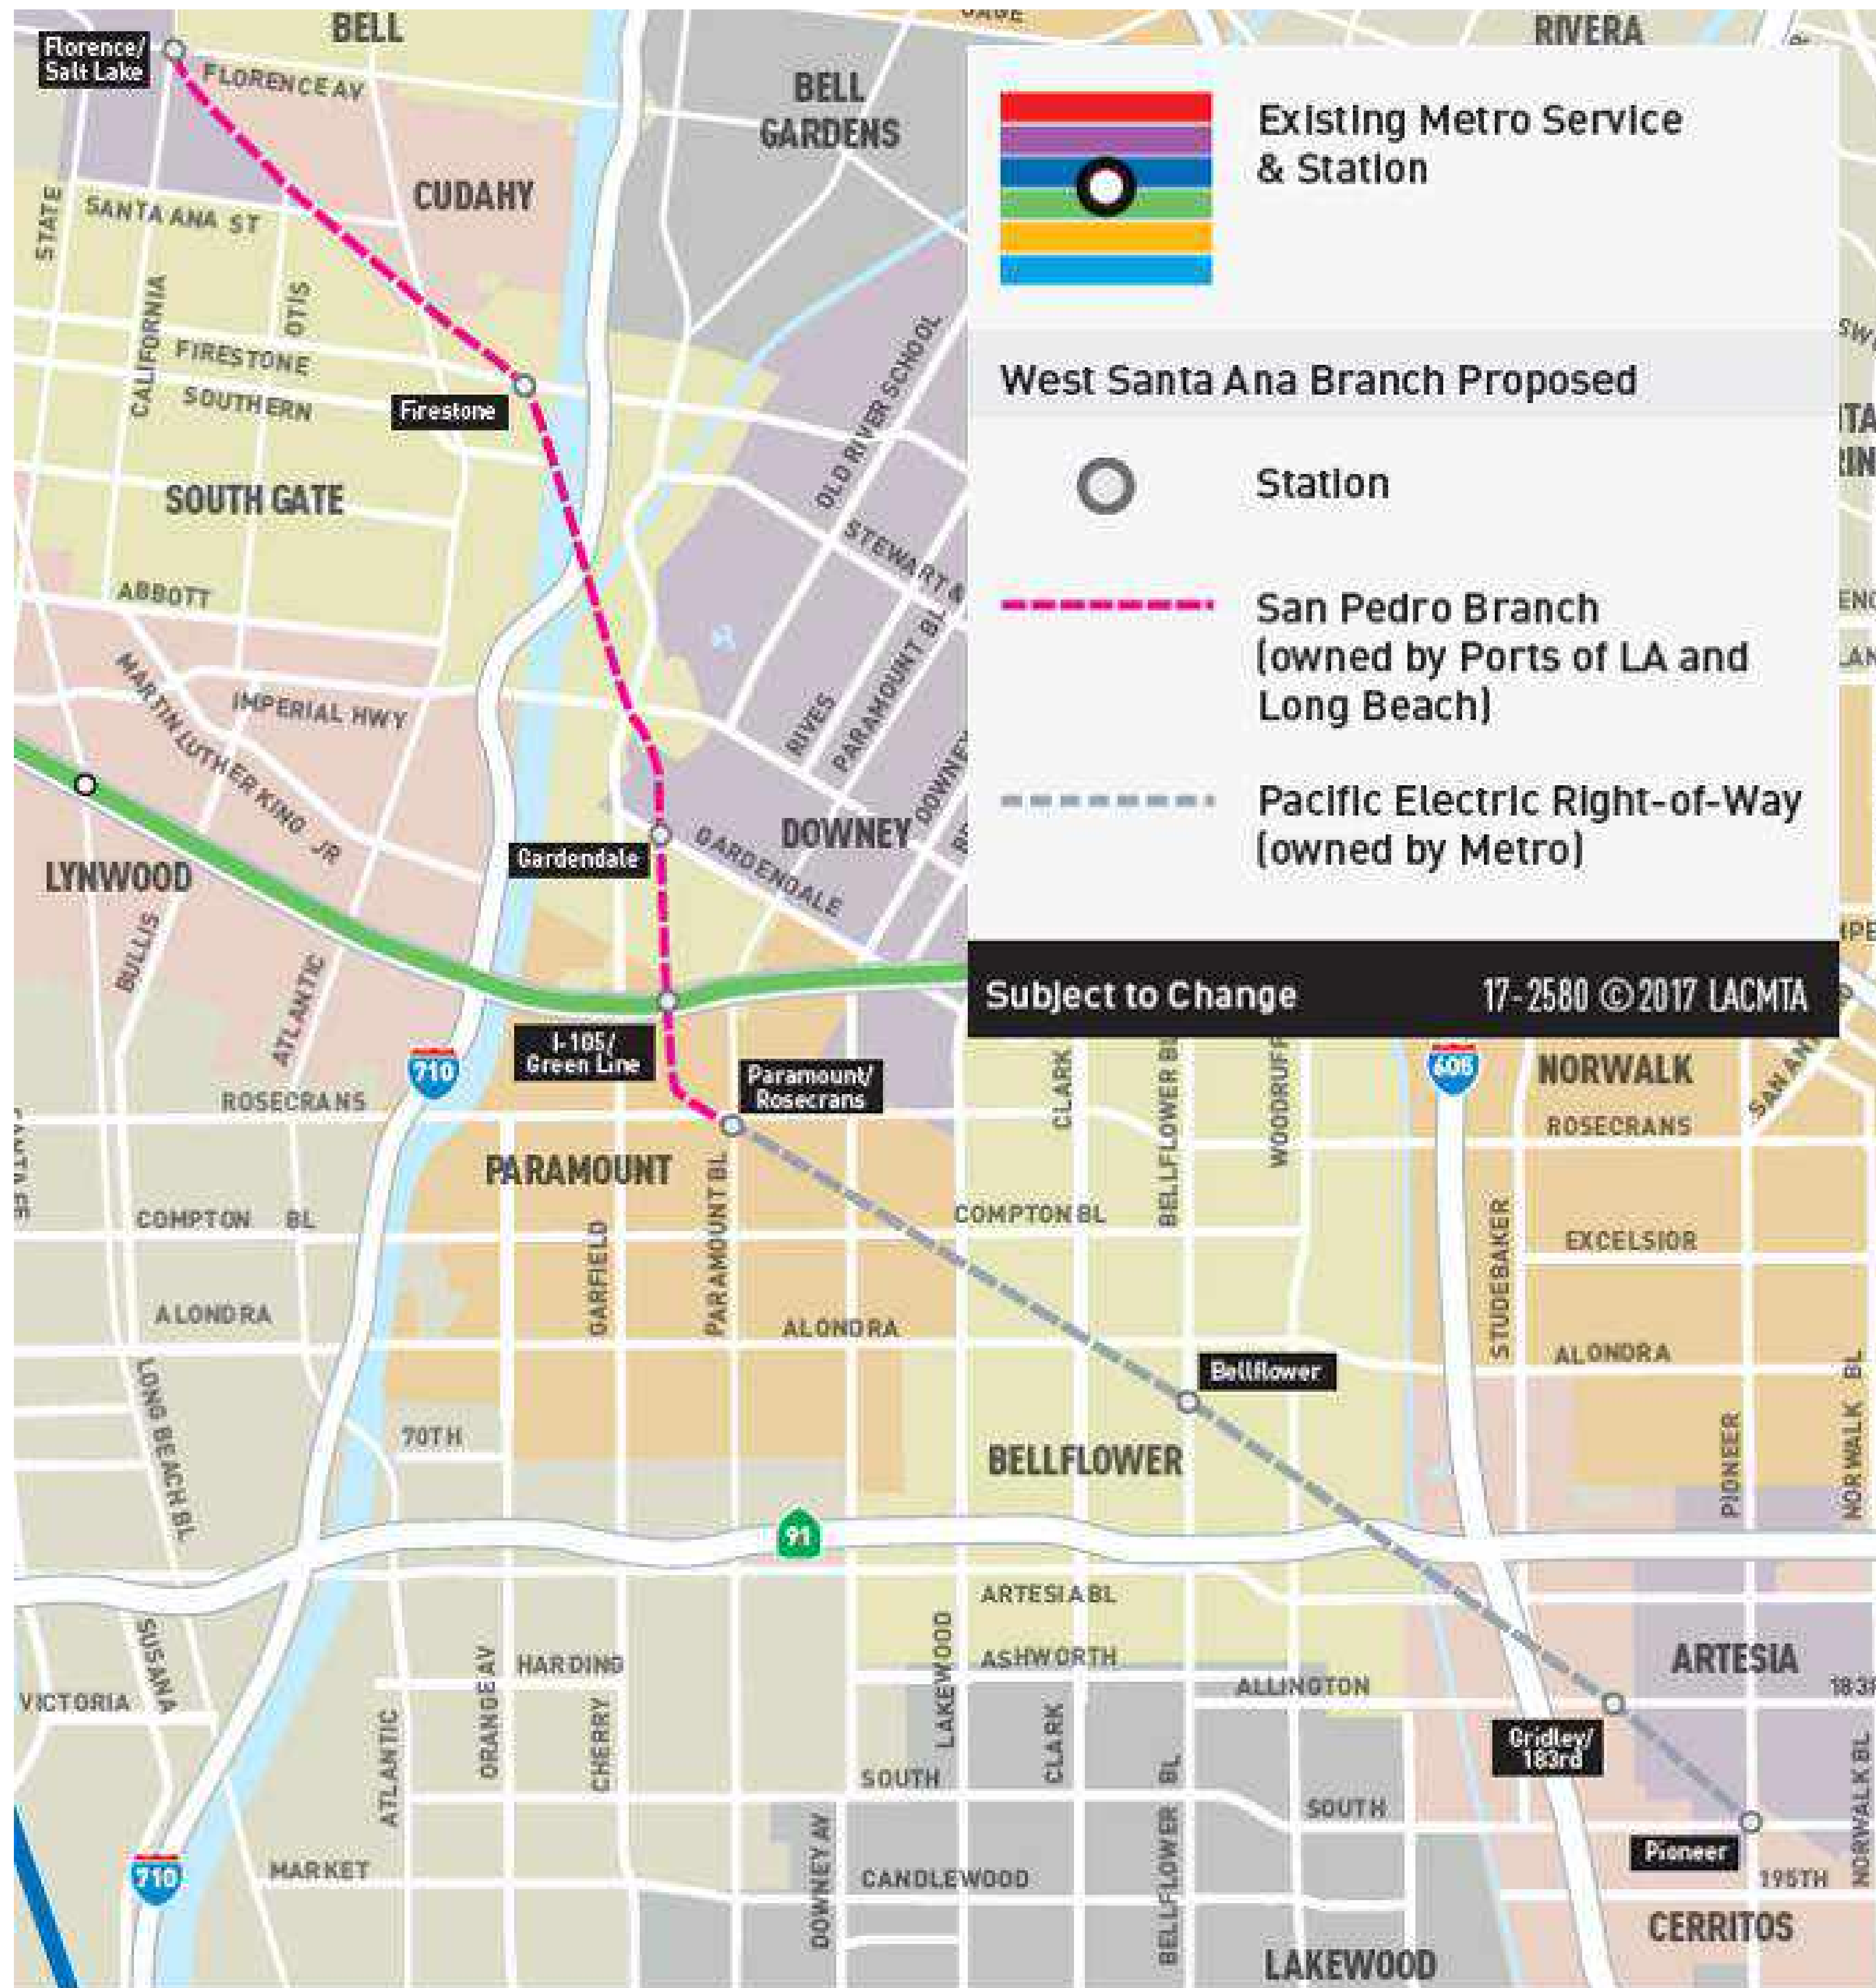 BELL
RIVERA
Florence/
Salt Lake
FLORENCE AV
BELL
GARDENS
CUDAHY
STATE
SANTA ANA ST
CALIFORNIA
OTIS
FIRESTONE
SOUTHERN
Firestone
SOUTH GATE
OLD RIVER SCHOOL
STEWART &
ABBOTT
MARTIN LUTHER KING JR
IMPERIAL HWY
RIVES
PARAMOUNT BL
DOWNEY
DOWNEY
Gardendale
GARDENDALE
LYNWOOD
BULLIS
ATLANTIC
I-105/
Green Line
710
Paramount/
Rosecrans
ROSECRANS
Existing Metro Service
& Station
West Santa Ana Branch Proposed
Station
San Pedro Branch
(owned by Ports of LA and
Long Beach)
Pacific Electric Right-of-Way
(owned by Metro)
Subject to Change
17-2580 ©2017 LACMTA
CLARK
BELLFLOWER BL
WOODRUFF
605
NORWALK
SAN ANT
ROSECRANS
PARAMOUNT
COMPTON BL
GARFIELD
PARAMOUNT BL
COMPTON BL
STUDEBAKER
EXCELSIOR
ALONDRA
ALONDRA
ALONDRA
LONG BEACH BL
Bellflower
70TH
BELLFLOWER
PIONEER
NORWALK BL
91
ARTESIA BL
SUSANA
HARDING
LAKEWOOD
ASHWORTH
ARTESIA
VICTORIA
ORANGE AV
ALLINGTON
183R
ATLANTIC
CHERRY
CLARK
Gridley/
183rd
SOUTH
BELLFLOWER BL
SOUTH
NORWALK BL
710
MARKET
DOWNEY AV
CANDLEWOOD
Pioneer
195TH
CERRITOS
LAKEWOOD